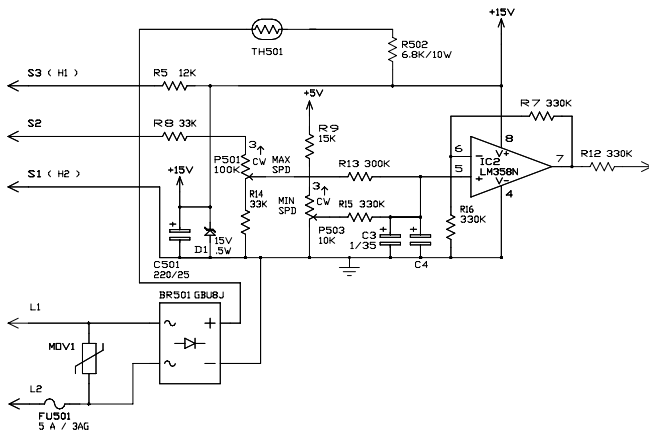 +15V
TH501
R502
6.8K/10W
S3 ( H1 )
R5 12K
+5V
R7 330K
S2
R8 33K
R9
15K
3
CW
P501
100K
MAX
SPD
R13 300K
6
5
8
V+
IC2
LM358N
V-
7
4
R12 330K
S1 ( H2 )
+15V
R14
33K
MIN
SPD
3
CW
R15 330K
R16
330K
+
C501
220/25
15V
.5W
D1
P503
10K
+
C3
1/35
+
C4
BR501 GBU8J
L1
~
+
MOV1
~
-
L2
FU501
5 A / 3AG